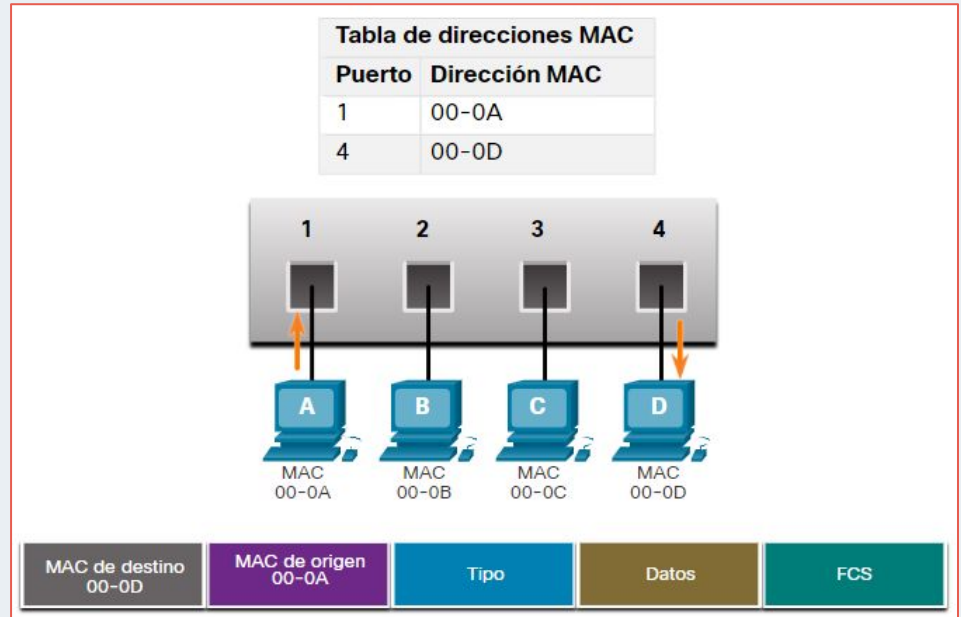 Tabla de direcciones MAC
Puerto Dirección MAC
1 00-0A
4 00-0D
1 2 3 4
A B C D
MAC MAC MAC MAC
00-0A 00-0B 00-0C 00-0D
MAC de destino
00-0D
MAC de origen
00-0A
Tipo
Datos
FCS